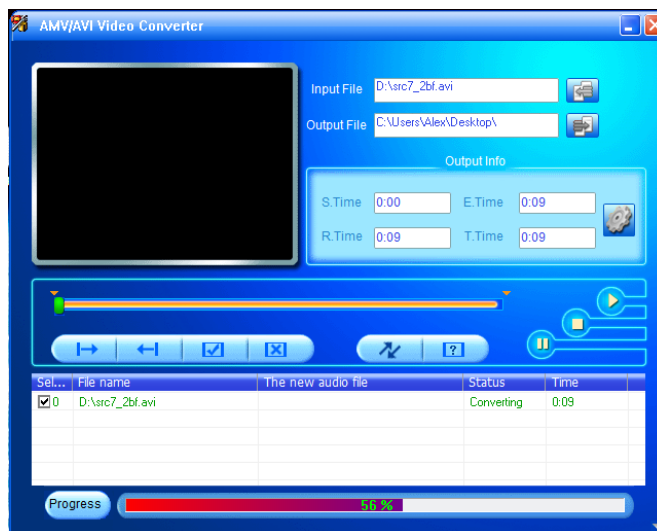 AMV/AVI Video Converter
Input File D:\src7_2bf.avi
Output File C:\Users\Alex\Desktop\
Output Info
S.Time 0:00 E.Time 0:09
R.Time 0:09 T.Time 0:09
Sel... File name The new audio file Status Time
0 D:\src7_2bf.avi Converting 0:09
Progress 56 %